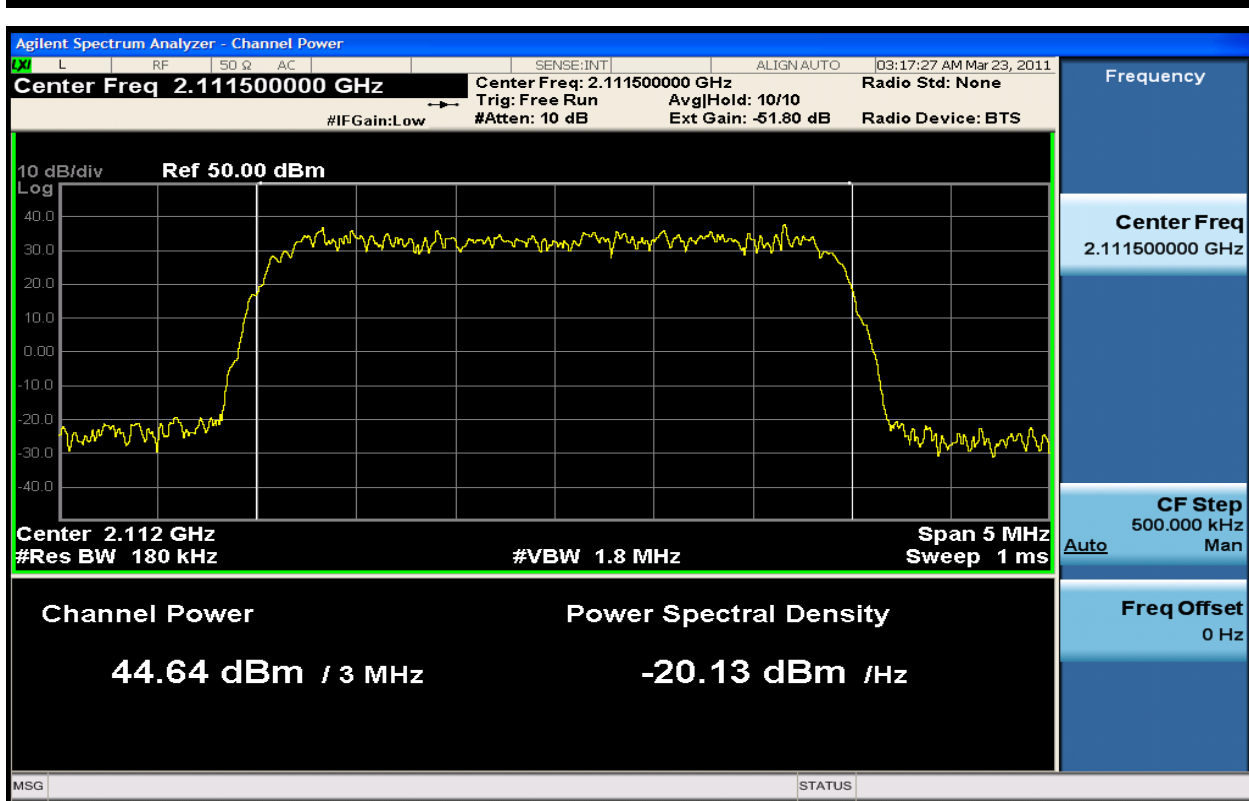 Agilent Spectrum Analyzer - Channel Power
LXI L RF 50 Ω AC SENSE:INT ALIGN AUTO 03:17:27 AM Mar 23, 2011
Center Freq 2.111500000 GHz
#IFGain:Low
Center Freq: 2.111500000 GHz
Trig: Free Run Avg|Hold: 10/10
#Atten: 10 dB Ext Gain: -51.80 dB
Radio Std: None
Radio Device: BTS
10 dB/div Ref 50.00 dBm
Log
40.0
30.0
20.0
10.0
0.00
-10.0
-20.0
-30.0
-40.0
Center 2.112 GHz Span 5 MHz
#Res BW 180 kHz #VBW 1.8 MHz Sweep 1 ms
Channel Power Power Spectral Density
44.64 dBm / 3 MHz -20.13 dBm /Hz
Frequency
Center Freq
2.111500000 GHz
CF Step
500.000 kHz
Auto Man
Freq Offset
0 Hz
MSG STATUS